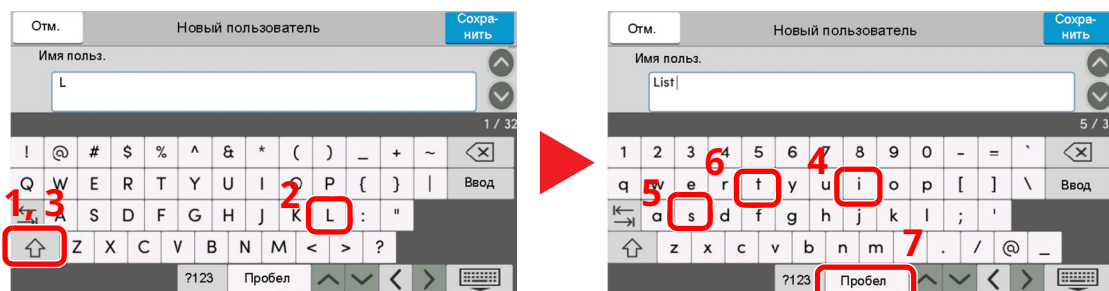 Отм. Новый пользователь Сохра-
нить
Имя польз.
L
1 / 32
! @ # $ % ^ & * ( ) _ + ~
Q W E R T Y U I O P { } | Ввод
A S D F G H J K L : "
Z X C V B N M < > ?
?123 Пробел
1, 3
2
Отм. Новый пользователь Сохра-
нить
Имя польз.
List
5 / 3
1 2 3 4 5 6 7 8 9 0 - = `
q w e r t y u i o p [ ] \ Ввод
a s d f g h j k l ; '
z x c v b n m . / @ _
?123 Пробел
6
4
5
7